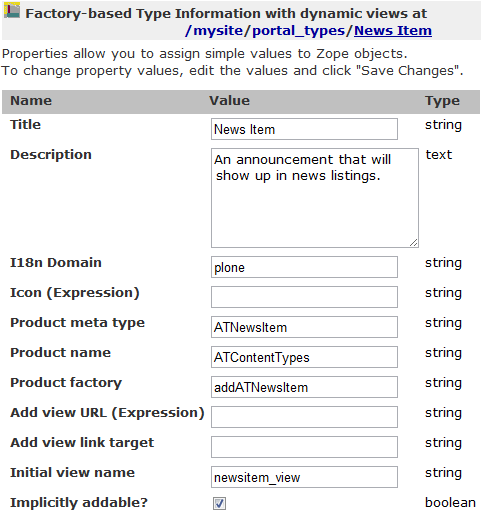 Factory-based Type Information with dynamic views at
/mysite/portal_types/News Item
Properties allow you to assign simple values to Zope objects.
To change property values, edit the values and click "Save Changes".
Name Value Type
Title News Item string
Description An announcement that will text
show up in news listings.
I18n Domain plone string
Icon (Expression) string
Product meta type ATNewsItem string
Product name ATContentTypes string
Product factory addATNewsItem string
Add view URL (Expression) string
Add view link target string
Initial view name newsitem_view string
Implicitly addable? boolean